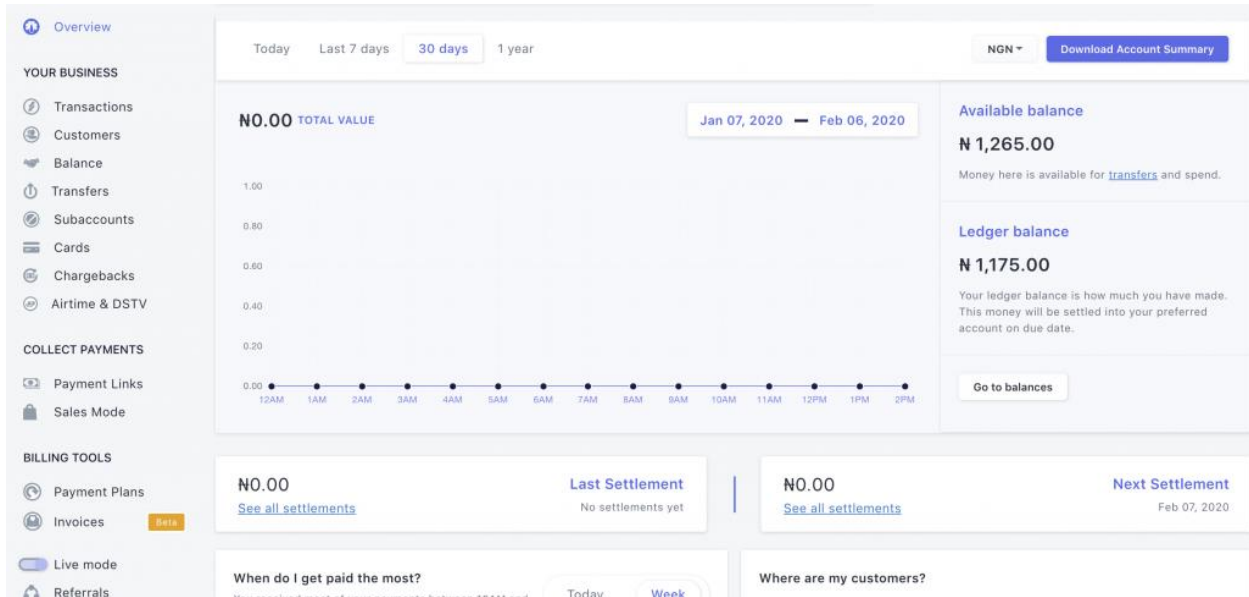 Overview
YOUR BUSINESS
Transactions
Customers
Balance
Transfers
Subaccounts
Cards
Chargebacks
Airtime & DSTV
COLLECT PAYMENTS
Payment Links
Sales Mode
BILLING TOOLS
Payment Plans
Invoices Beta
Live mode
Referrals
Today Last 7 days 30 days 1 year
NGN Download Account Summary
₦0.00 TOTAL VALUE
Jan 07, 2020 — Feb 06, 2020
1.00
0.80
0.60
0.40
0.20
0.00
12AM 1AM 2AM 3AM 4AM 5AM 6AM 7AM 8AM 9AM 10AM 11AM 12PM 1PM 2PM
Available balance
₦ 1,265.00
Money here is available for transfers and spend.
Ledger balance
₦ 1,175.00
Your ledger balance is how much you have made.
This money will be settled into your preferred
account on due date.
Go to balances
₦0.00 Last Settlement
See all settlements No settlements yet
₦0.00 Next Settlement
See all settlements Feb 07, 2020
When do I get paid the most?
Today Week
Where are my customers?